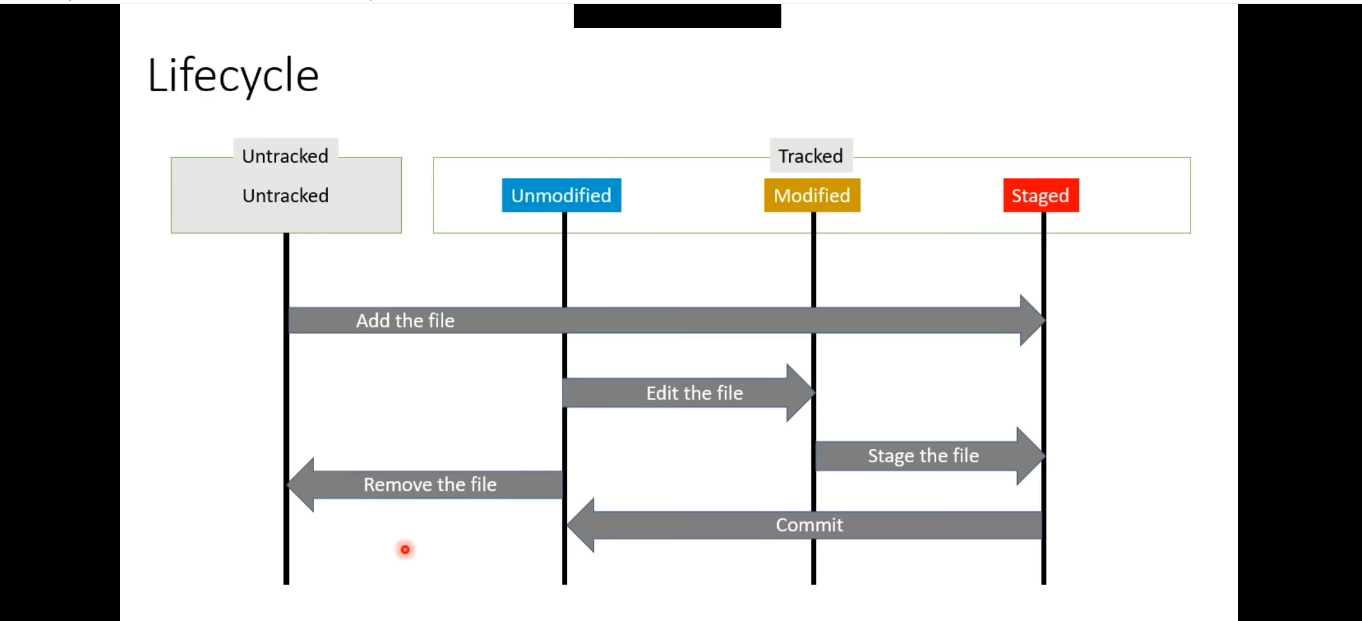 Lifecycle
Untracked
Tracked
Untracked
Unmodified
Modified
Staged
Add the file
Edit the file
Stage the file
Remove the file
Commit